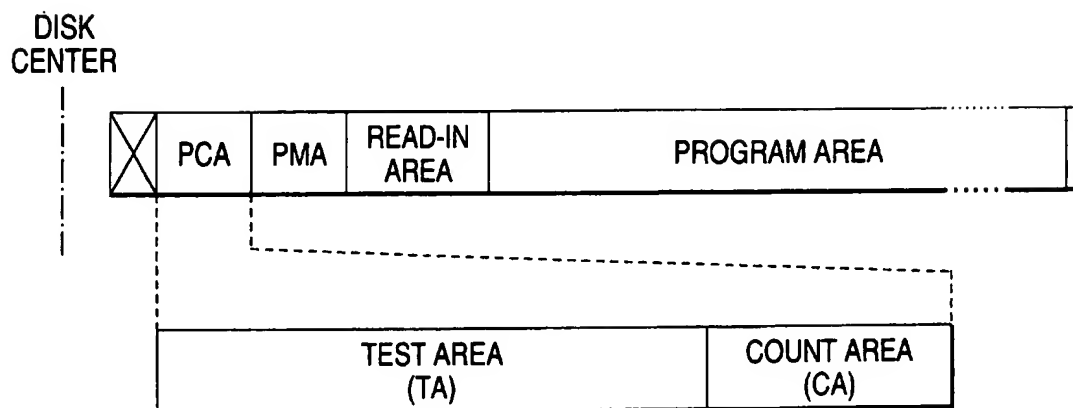 DISK
CENTER
PCA
PMA
READ-IN
AREA
PROGRAM AREA
TEST AREA
(TA)
COUNT AREA
(CA)